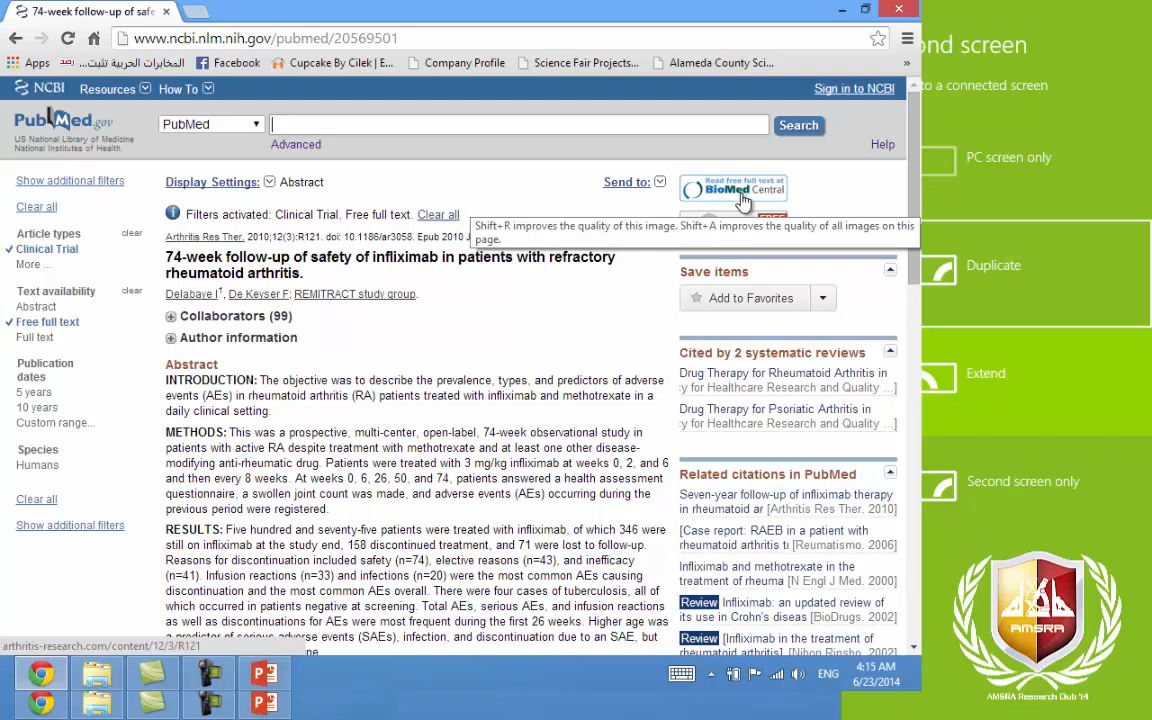 74-week follow-up of safe
www.ncbi.nlm.nih.gov/pubmed/20569501
Apps
المخابرات الحربية تثبت...
Facebook
Cupcake By Cilek | E...
Company Profile
Science Fair Projects...
Alameda County Sci...
»
NCBI
Resources
How To
Sign in to NCBI
PubMed.gov
US National Library of Medicine
National Institutes of Health
PubMed
Search
Advanced
Help
Show additional filters
Clear all
Article types
clear
Clinical Trial
More ...
Text availability
clear
Abstract
Free full text
Full text
Publication
dates
5 years
10 years
Custom range...
Species
Humans
Clear all
Show additional filters
Display Settings:
Abstract
Send to:
Filters activated: Clinical Trial, Free full text. Clear all
Arthritis Res Ther. 2010;12(3):R121. doi: 10.1186/ar3058. Epub 2010 J
74-week follow-up of safety of infliximab in patients with refractory
rheumatoid arthritis.
Delabaye I1, De Keyser F; REMITRACT study group.
Collaborators (99)
Author information
Abstract
INTRODUCTION: The objective was to describe the prevalence, types, and predictors of adverse
events (AEs) in rheumatoid arthritis (RA) patients treated with infliximab and methotrexate in a
daily clinical setting.
METHODS: This was a prospective, multi-center, open-label, 74-week observational study in
patients with active RA despite treatment with methotrexate and at least one other disease-
modifying anti-rheumatic drug. Patients were treated with 3 mg/kg infliximab at weeks 0, 2, and 6
and then every 8 weeks. At weeks 0, 6, 26, 50, and 74, patients answered a health assessment
questionnaire, a swollen joint count was made, and adverse events (AEs) occurring during the
previous period were registered.
RESULTS: Five hundred and seventy-five patients were treated with infliximab, of which 346 were
still on infliximab at the study end, 158 discontinued treatment, and 71 were lost to follow-up.
Reasons for discontinuation included safety (n=74), elective reasons (n=43), and inefficacy
(n=41). Infusion reactions (n=33) and infections (n=20) were the most common AEs causing
discontinuation and the most common AEs overall. There were four cases of tuberculosis, all of
which occurred in patients negative at screening. Total AEs, serious AEs, and infusion reactions
as well as discontinuations for AEs were most frequent during the first 26 weeks. Higher age was
a predictor of serious adverse events (SAEs), infection, and discontinuation due to an SAE, but
Read free full text at
BioMed Central
FREE
Shift+R improves the quality of this image. Shift+A improves the quality of all images on this
page.
Save items
Add to Favorites
Cited by 2 systematic reviews
Drug Therapy for Rheumatoid Arthritis in
cy for Healthcare Research and Quality ...]
Drug Therapy for Psoriatic Arthritis in
cy for Healthcare Research and Quality ...]
Related citations in PubMed
Seven-year follow-up of infliximab therapy
in rheumatoid ar [Arthritis Res Ther. 2010]
[Case report: RAEB in a patient with
rheumatoid arthritis ti [Reumatismo. 2006]
Infliximab and methotrexate in the
treatment of rheuma [N Engl J Med. 2000]
Review Infliximab: an updated review of
its use in Crohn's diseas [BioDrugs. 2002]
Review [Infliximab in the treatment of
rheumatoid arthritis]. [Nihon Rinsho. 2002]
arthritis-research.com/content/12/3/R121
ENG
4:15 AM
6/23/2014
ond screen
to a connected screen
PC screen only
Duplicate
Extend
Second screen only
AMSRA
AMSRA Research Club '14